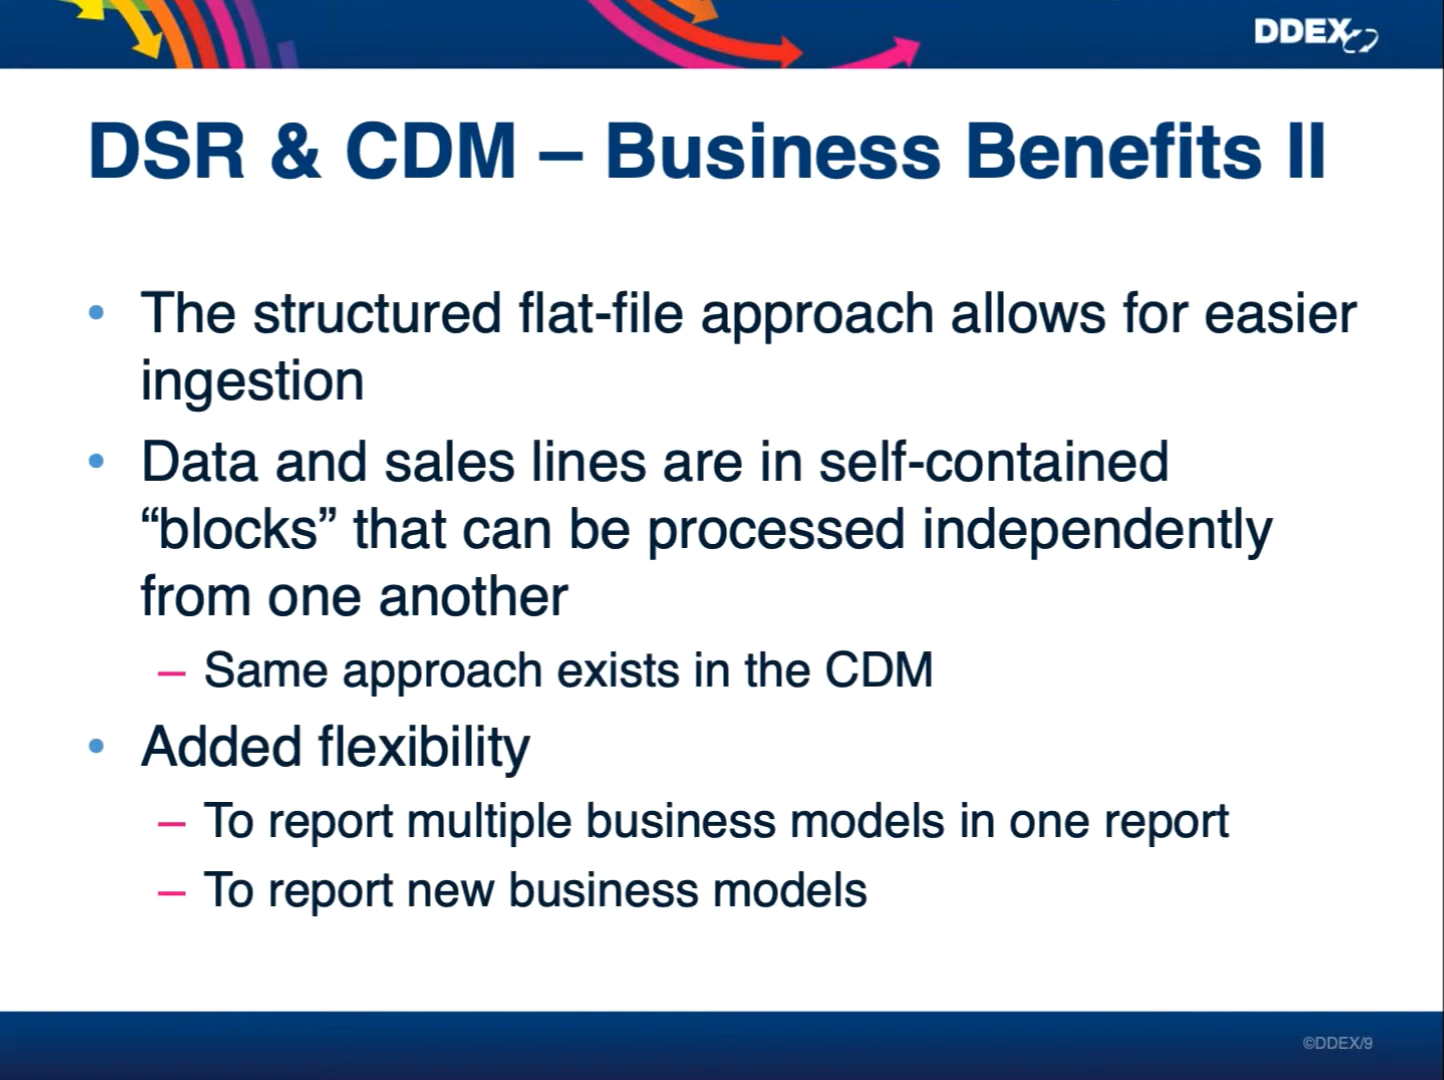 DDEX
DSR & CDM – Business Benefits II
• The structured flat-file approach allows for easier
ingestion
• Data and sales lines are in self-contained
“blocks” that can be processed independently
from one another
– Same approach exists in the CDM
• Added flexibility
– To report multiple business models in one report
– To report new business models
©DDEX/9